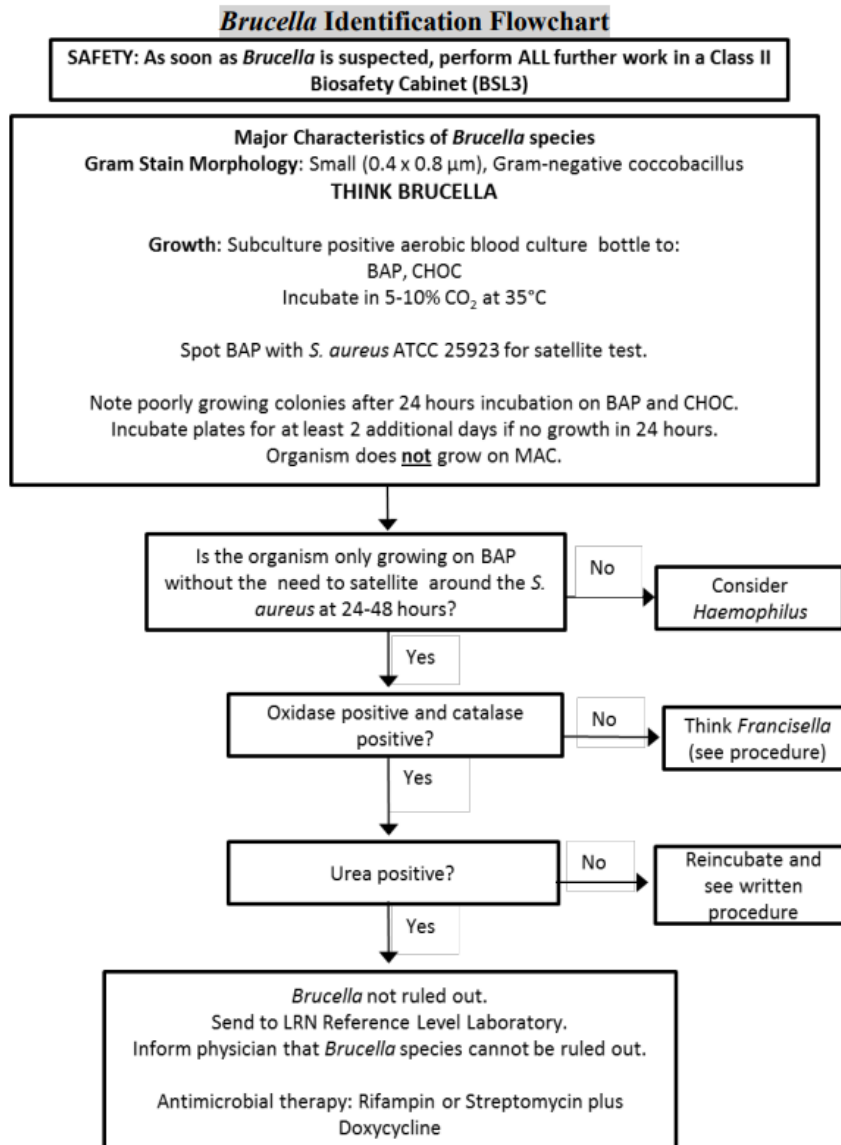 Brucella Identification Flowchart
SAFETY: As soon as Brucella is suspected, perform ALL further work in a Class II
Biosafety Cabinet (BSL3)
Major Characteristics of Brucella species
Gram Stain Morphology: Small (0.4 x 0.8 µm), Gram-negative coccobacillus
THINK BRUCELLA
Growth: Subculture positive aerobic blood culture bottle to:
BAP, CHOC
Incubate in 5-10% CO₂ at 35°C
Spot BAP with S. aureus ATCC 25923 for satellite test.
Note poorly growing colonies after 24 hours incubation on BAP and CHOC.
Incubate plates for at least 2 additional days if no growth in 24 hours.
Organism does not grow on MAC.
Is the organism only growing on BAP
without the need to satellite around the S.
aureus at 24-48 hours?
No
Consider
Haemophilus
Yes
Oxidase positive and catalase
positive?
No
Think Francisella
(see procedure)
Yes
Urea positive?
No
Reincubate and
see written
procedure
Yes
Brucella not ruled out.
Send to LRN Reference Level Laboratory.
Inform physician that Brucella species cannot be ruled out.
Antimicrobial therapy: Rifampin or Streptomycin plus
Doxycycline